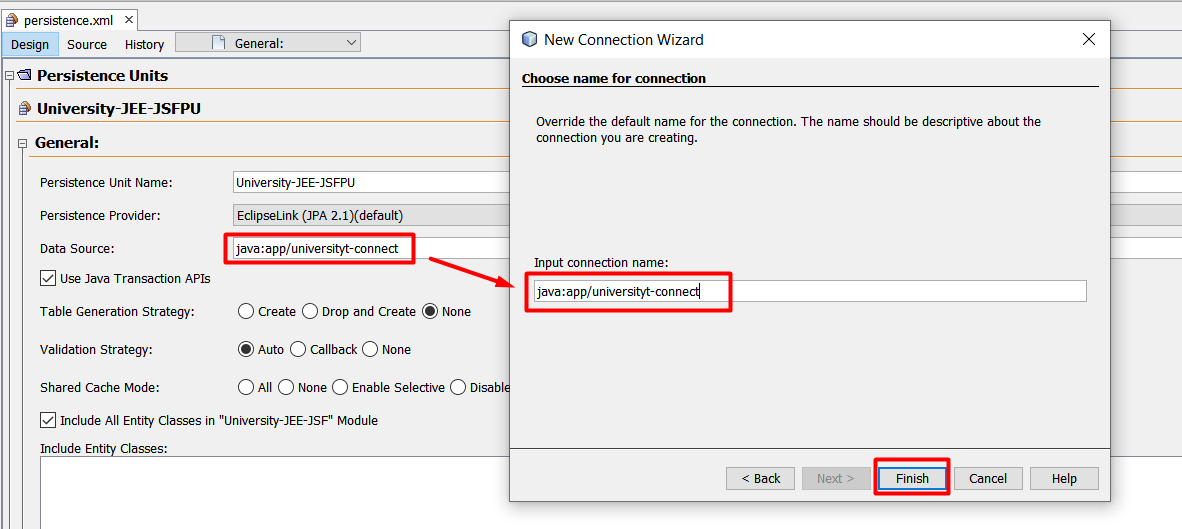 persistence.xml ×
Design Source History General:
Persistence Units
University-JEE-JSFPU
General:
Persistence Unit Name: University-JEE-JSFPU
Persistence Provider: EclipseLink (JPA 2.1)(default)
Data Source: java:app/universityt-connect
Use Java Transaction APIs
Table Generation Strategy: Create Drop and Create None
Validation Strategy: Auto Callback None
Shared Cache Mode: All None Enable Selective Disable
Include All Entity Classes in "University-JEE-JSF" Module
Include Entity Classes:
New Connection Wizard
Choose name for connection
Override the default name for the connection. The name should be descriptive about the
connection you are creating.
Input connection name:
java:app/universityt-connect
< Back Next > Finish Cancel Help